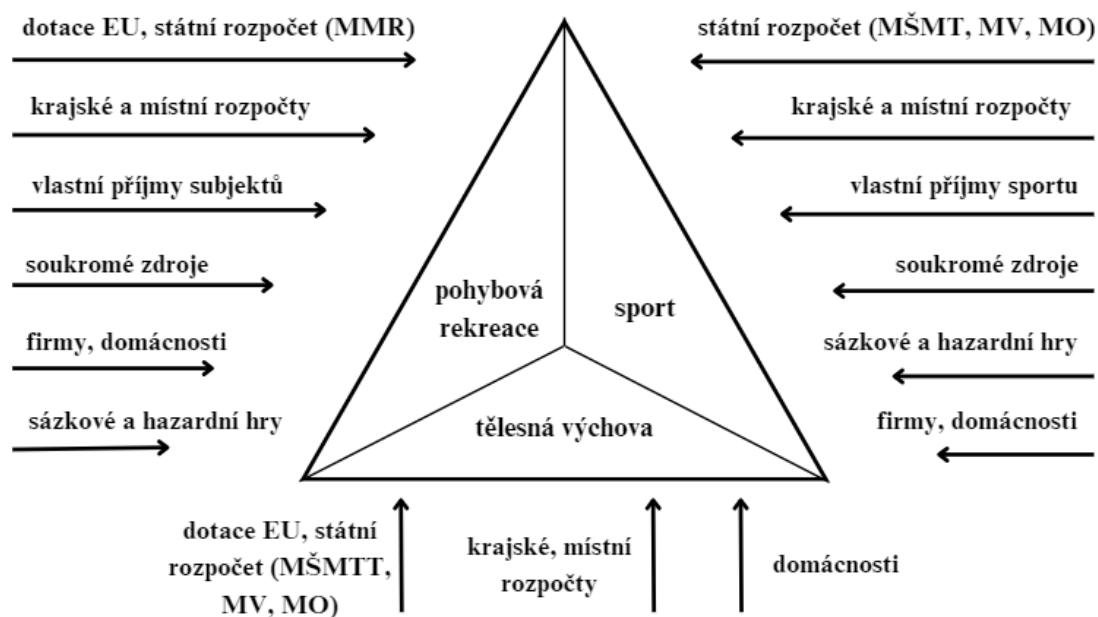 dotace EU, státní rozpočet (MMR)
krajské a místní rozpočty
vlastní příjmy subjektů
soukromé zdroje
firmy, domácnosti
sázkové a hazardní hry
pohybová
rekreace
sport
tělesná výchova
státní rozpočet (MŠMT, MV, MO)
krajské a místní rozpočty
vlastní příjmy sportu
soukromé zdroje
sázkové a hazardní hry
firmy, domácnosti
dotace EU, státní
rozpočet (MŠMTT,
MV, MO)
krajské, místní
rozpočty
domácnosti